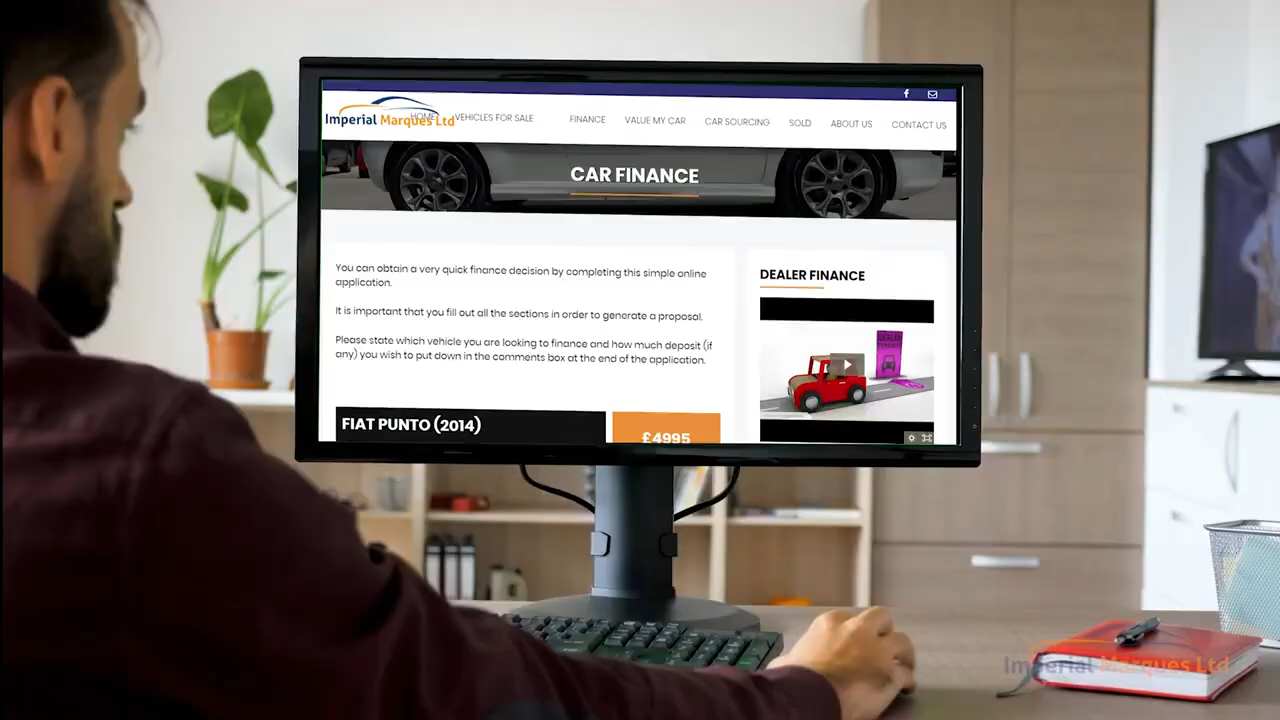 Imperial Marques Ltd
HOME
VEHICLES FOR SALE
FINANCE
VALUE MY CAR
CAR SOURCING
SOLD
ABOUT US
CONTACT US
CAR FINANCE
You can obtain a very quick finance decision by completing this simple online
application.
It is important that you fill out all the sections in order to generate a proposal.
Please state which vehicle you are looking to finance and how much deposit (if
any) you wish to put down in the comments box at the end of the application.
FIAT PUNTO (2014)
£4995
DEALER FINANCE
DEALER
Imperial Marques Ltd